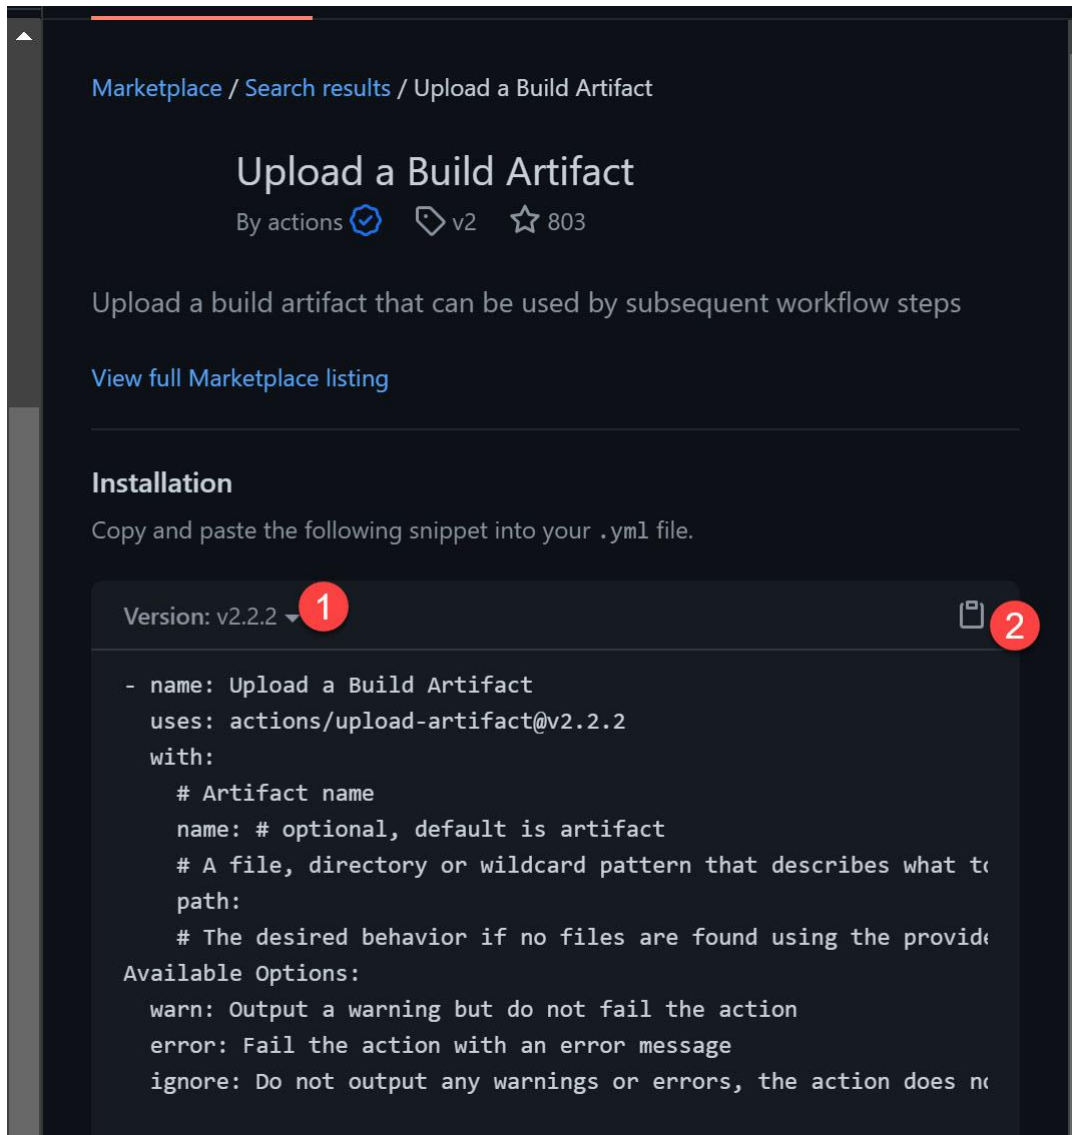 Marketplace / Search results / Upload a Build Artifact
Upload a Build Artifact
By actions v2 803
Upload a build artifact that can be used by subsequent workflow steps
View full Marketplace listing
Installation
Copy and paste the following snippet into your .yml file.
Version: v2.2.2 1
2
- name: Upload a Build Artifact
uses: actions/upload-artifact@v2.2.2
with:
# Artifact name
name: # optional, default is artifact
# A file, directory or wildcard pattern that describes what to
path:
# The desired behavior if no files are found using the provide
Available Options:
warn: Output a warning but do not fail the action
error: Fail the action with an error message
ignore: Do not output any warnings or errors, the action does no